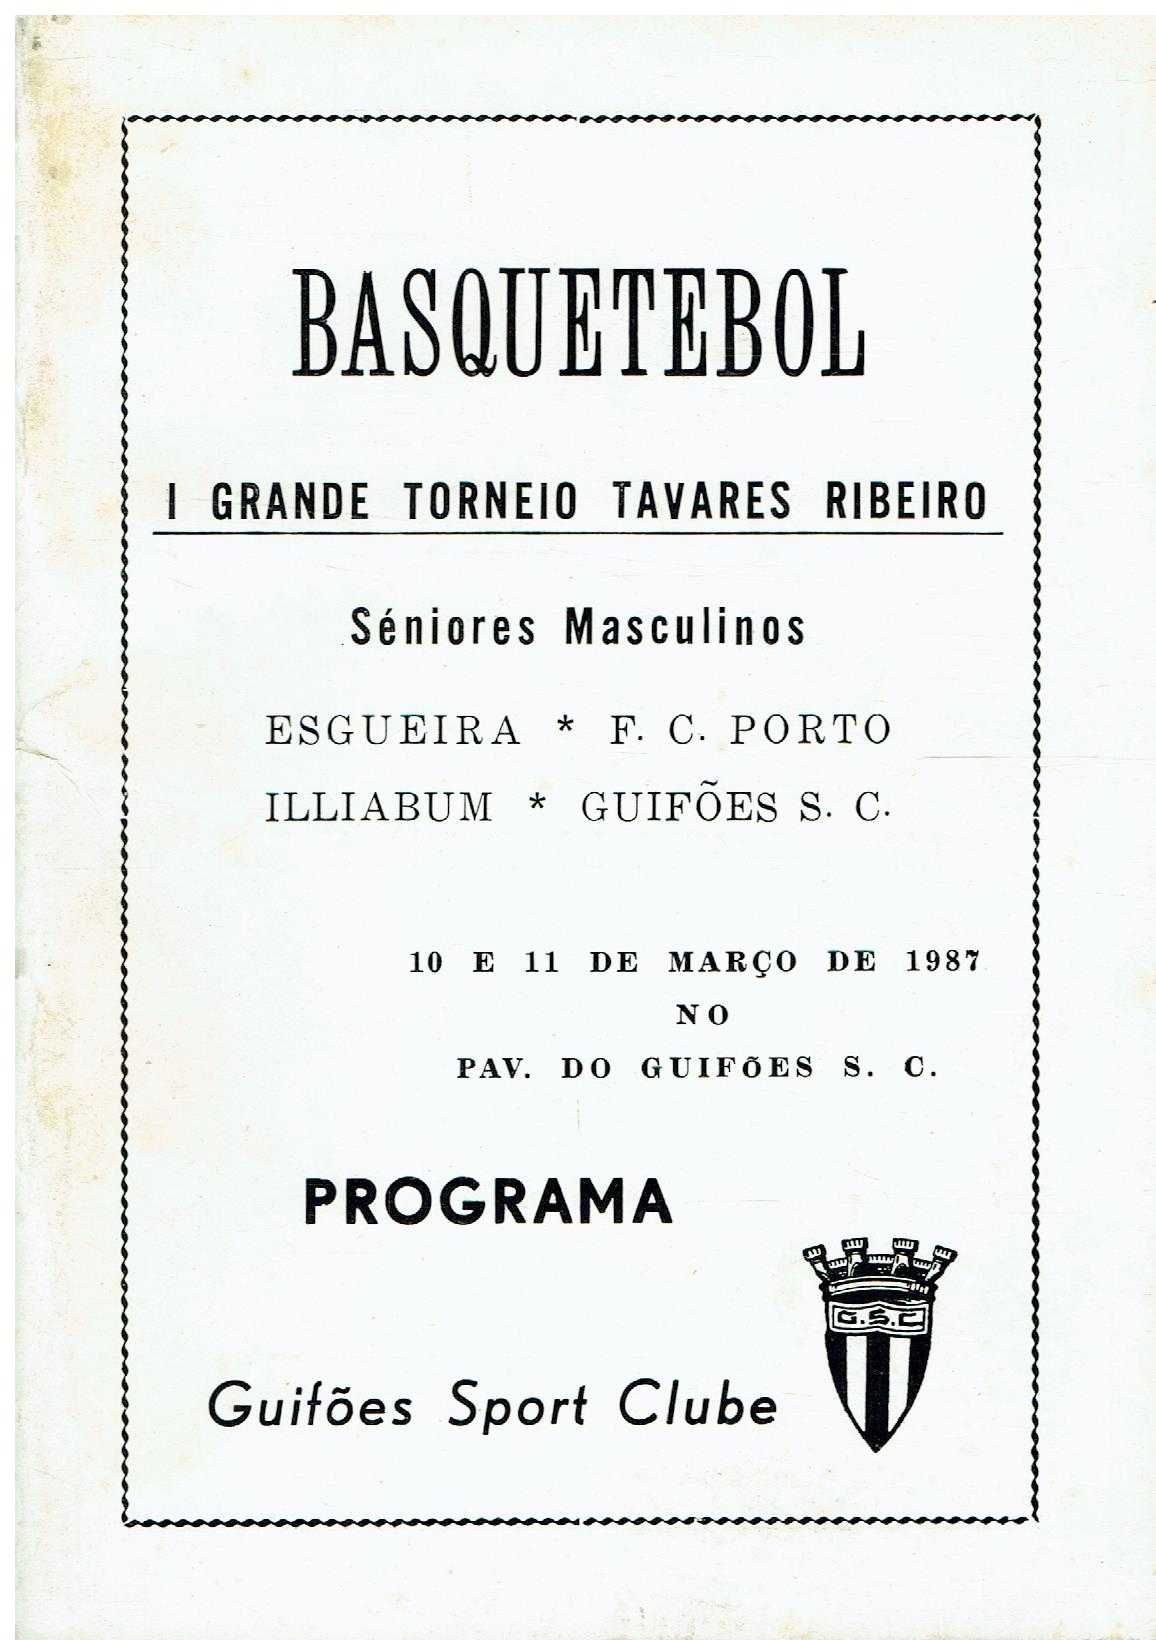 BASQUETEBOL
I GRANDE TORNEIO TAVARES RIBEIRO
Séniores Masculinos
ESGUEIRA * F. C. PORTO
ILLIABUM * GUIFÕES S. C.
10 E 11 DE MARÇO DE 1987
NO
PAV. DO GUIFÕES S. C.
PROGRAMA
G.S.C
Guifões Sport Clube